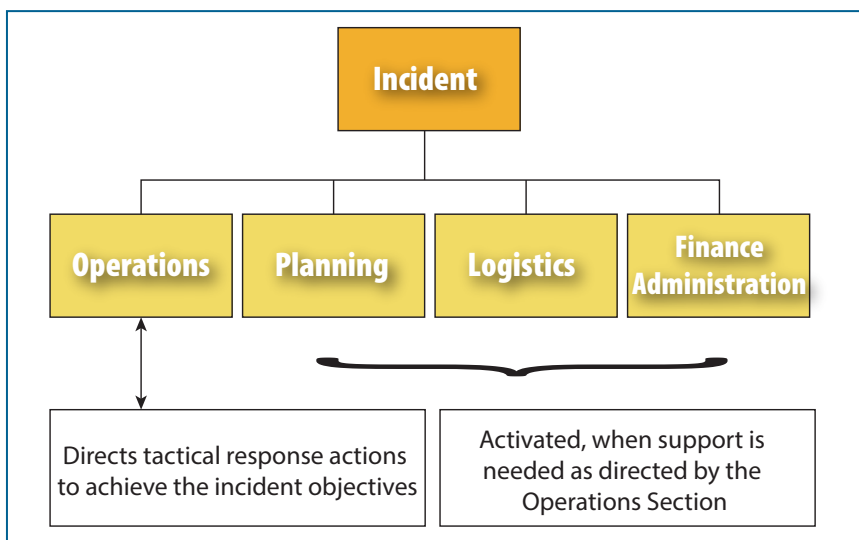 Incident
Operations
Planning
Logistics
Finance
Administration
Directs tactical response actions
to achieve the incident objectives
Activated, when support is
needed as directed by the
Operations Section